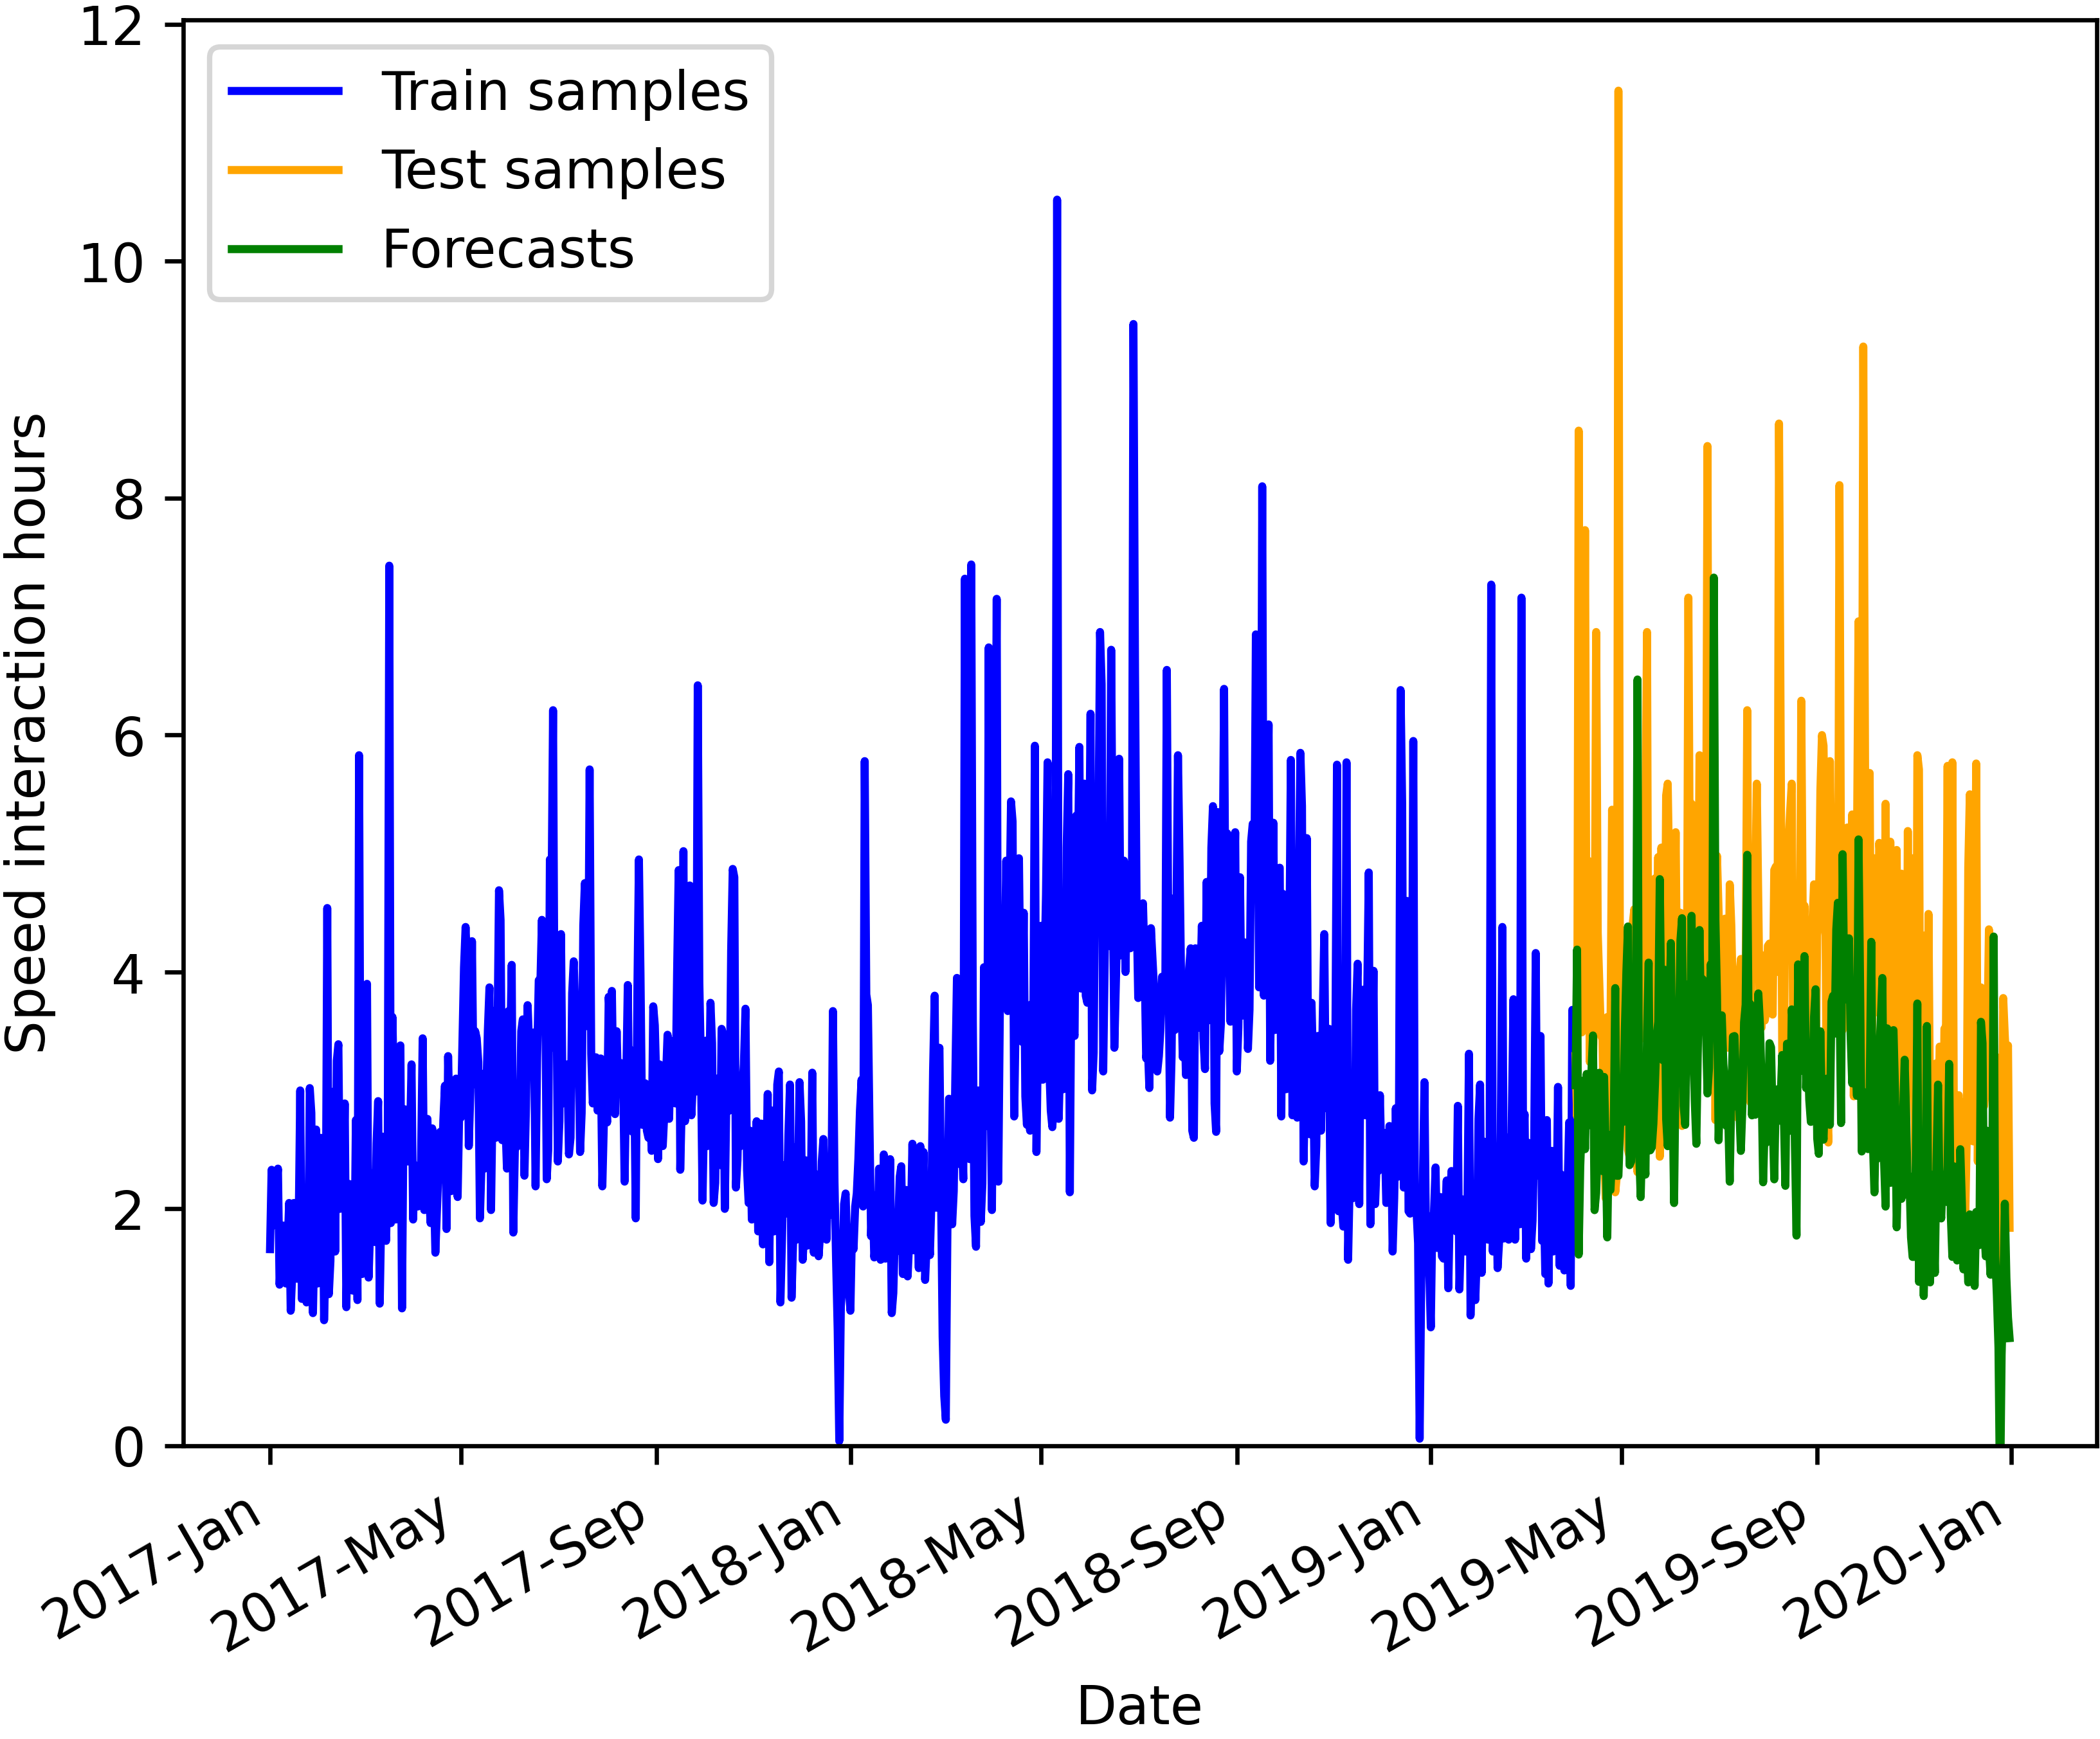 12
10
8
6
4
2
0
Speed interaction hours
Train samples
Test samples
Forecasts
2017-Jan
2017-May
2017-Sep
2018-Jan
2018-May
2018-Sep
2019-Jan
2019-May
2019-Sep
2020-Jan
Date